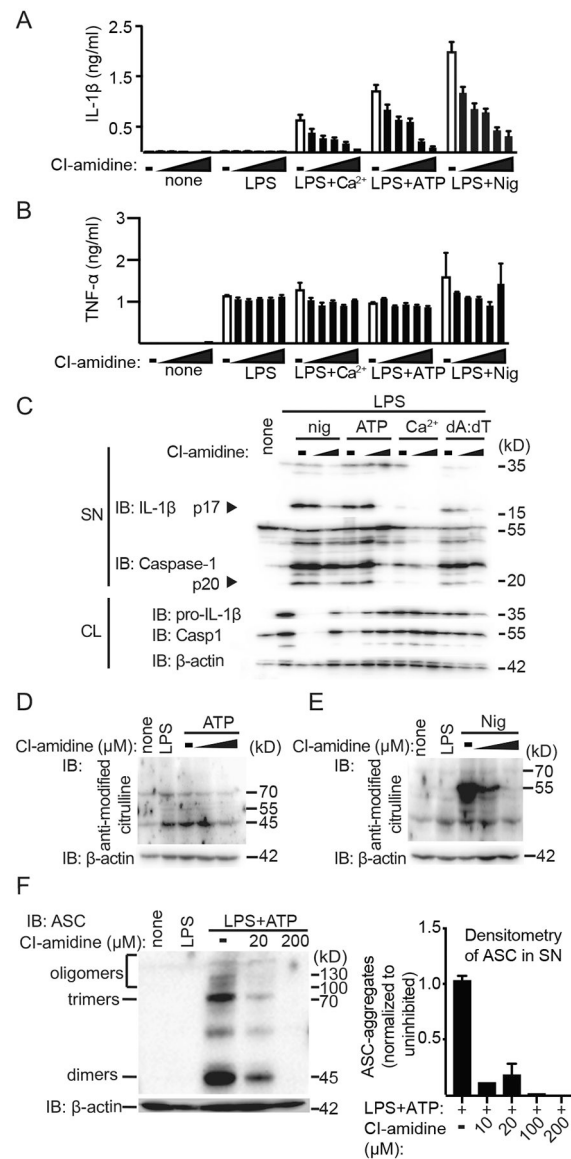 A
IL-1β (ng/ml)
2.5
1.5
0.5
Cl-amidine: -
none
LPS
LPS+Ca²⁺
LPS+ATP
LPS+Nig
B
TNF-α (ng/ml)
3
2
1
Cl-amidine: -
none
LPS
LPS+Ca²⁺
LPS+ATP
LPS+Nig
C
LPS
none
nig
ATP
Ca²⁺
dA:dT
(kD)
Cl-amidine: - - - -
-35
SN
IB: IL-1β p17
-15
-55
IB: Caspase-1
p20
-20
CL
IB: pro-IL-1β
-35
IB: Casp1
-55
IB: β-actin
-42
D
none
LPS
ATP
Cl-amidine (µM): -
(kD)
IB:
anti-modified
citrulline
-70
-55
-45
IB: β-actin
-42
E
none
LPS
Nig
Cl-amidine (µM): -
(kD)
IB:
anti-modified
citrulline
-70
-55
IB: β-actin
-42
F
IB: ASC
none
LPS
LPS+ATP
Cl-amidine (µM): - 20 200
(kD)
oligomers
-130
-100
trimers
-70
dimers
-45
IB: β-actin
-42
Densitometry
of ASC in SN
ASC-aggregates
(normalized to
uninhibited)
1.5
1.0
0.5
LPS+ATP: + + + + +
Cl-amidine - 10 20 100 200
(µM):